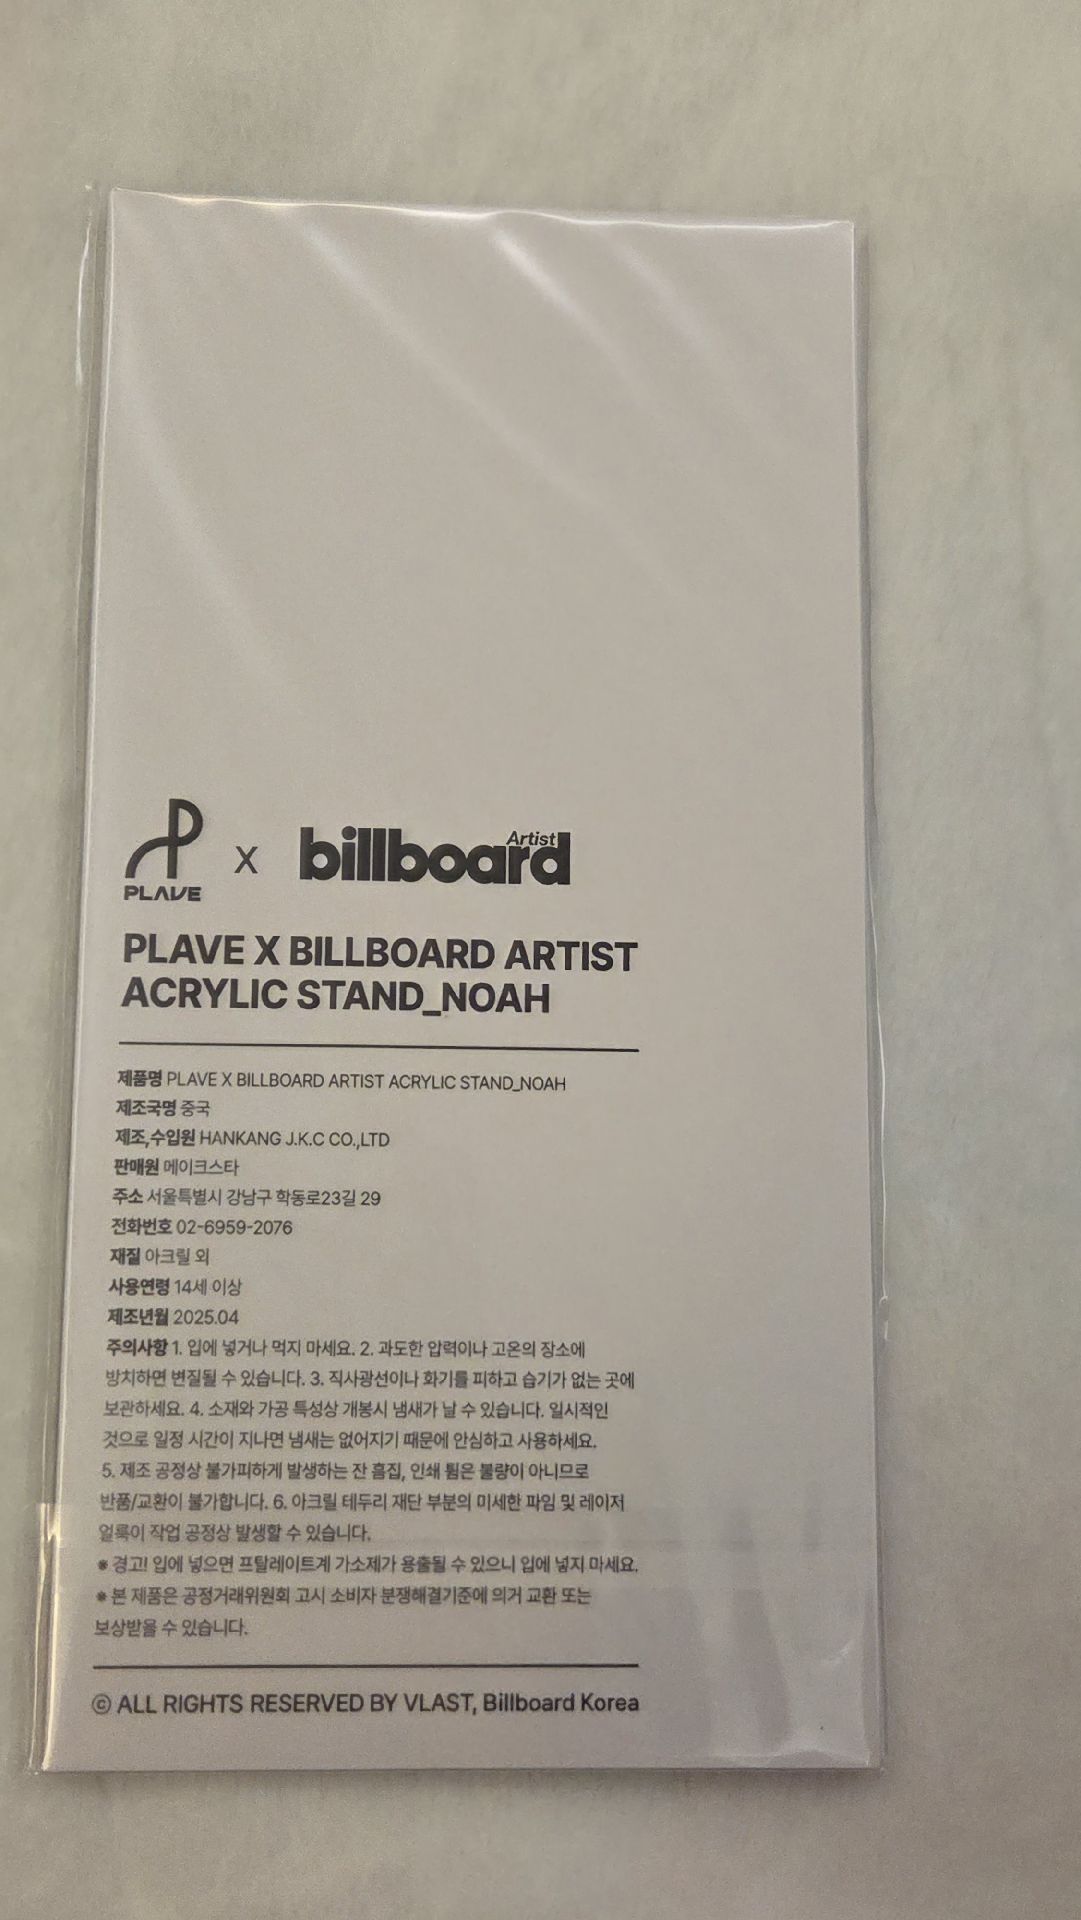 PLAVE
X
billboard
Artist
PLAVE X BILLBOARD ARTIST
ACRYLIC STAND_NOAH
제품명 PLAVE X BILLBOARD ARTIST ACRYLIC STAND_NOAH
제조국명 중국
제조,수입원 HANKANG J.K.C CO.,LTD
판매원 메이크스타
주소 서울특별시 강남구 학동로23길 29
전화번호 02-6959-2076
재질 아크릴 외
사용연령 14세 이상
제조년월 2025.04
주의사항 1. 입에 넣거나 먹지 마세요. 2. 과도한 압력이나 고온의 장소에
방치하면 변질될 수 있습니다. 3. 직사광선이나 화기를 피하고 습기가 없는 곳에
보관하세요. 4. 소재와 가공 특성상 개봉시 냄새가 날 수 있습니다. 일시적인
것으로 일정 시간이 지나면 냄새는 없어지기 때문에 안심하고 사용하세요.
5. 제조 공정상 불가피하게 발생하는 잔 흠집, 인쇄 튐은 불량이 아니므로
반품/교환이 불가합니다. 6. 아크릴 테두리 재단 부분의 미세한 파임 및 레이저
얼룩이 작업 공정상 발생할 수 있습니다.
※ 경고! 입에 넣으면 프탈레이트계 가소제가 용출될 수 있으니 입에 넣지 마세요.
※ 본 제품은 공정거래위원회 고시 소비자 분쟁해결기준에 의거 교환 또는
보상받을 수 있습니다.
© ALL RIGHTS RESERVED BY VLAST, Billboard Korea